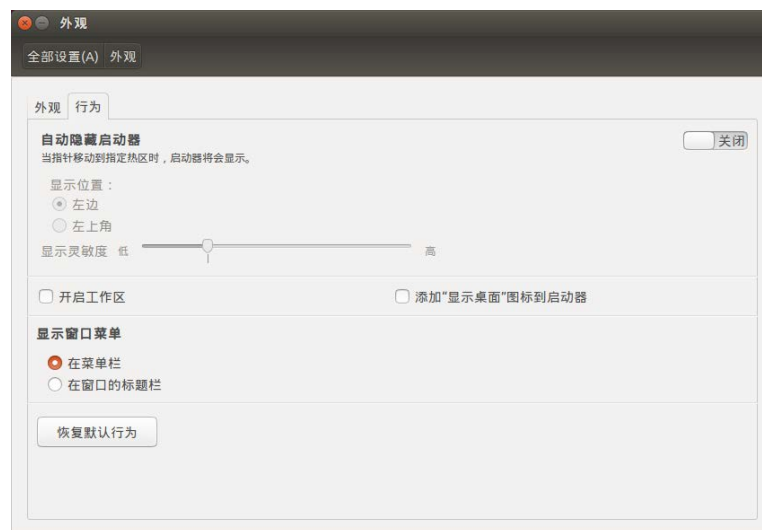 外观
全部设置(A) 外观
外观 行为
自动隐藏启动器 关闭
当指针移动到指定热区时，启动器将会显示。
显示位置：
左边
左上角
显示灵敏度 低 高
开启工作区 添加"显示桌面"图标到启动器
显示窗口菜单
在菜单栏
在窗口的标题栏
恢复默认行为